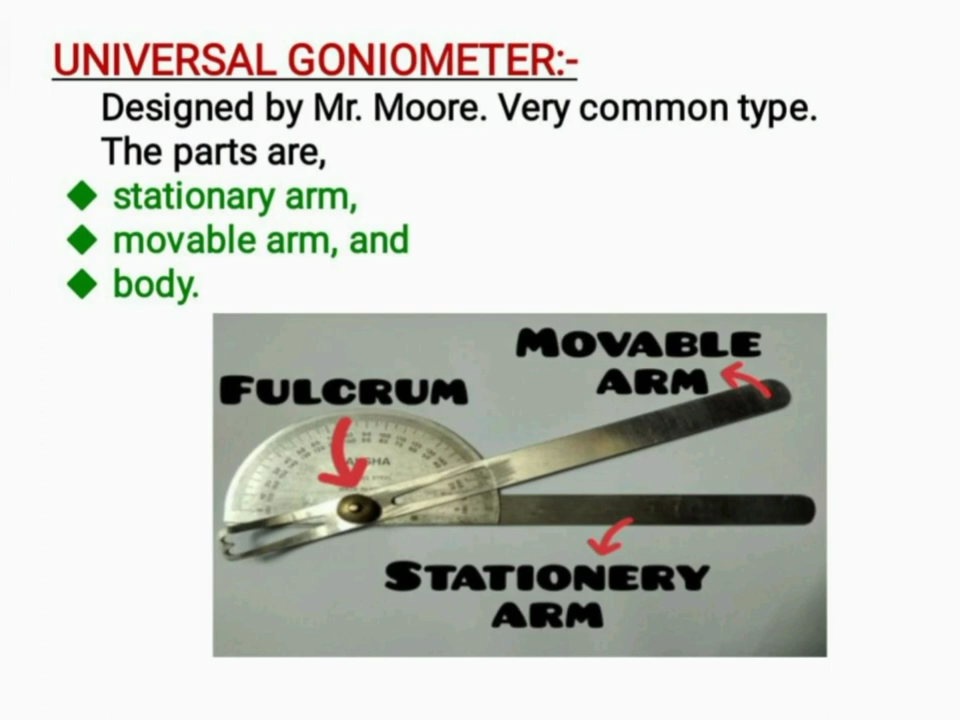 UNIVERSAL GONIOMETER:-
Designed by Mr. Moore. Very common type.
The parts are,
stationary arm,
movable arm, and
body.
MOVABLE
ARM
FULCRUM
STATIONERY
ARM